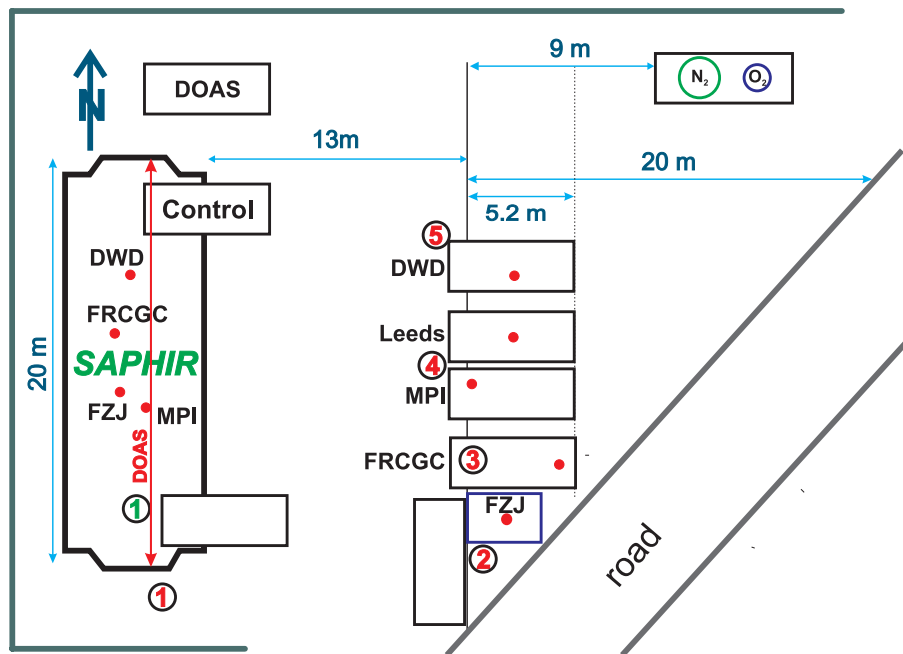 9 m
N
DOAS
N2
O2
13m
20 m
Control
5.2 m
5
DWD
DWD
FRCGC
Leeds
SAPHIR
4
20 m
MPI
FZJ
MPI
DOAS
FRCGC
3
1
FZJ
2
road
1